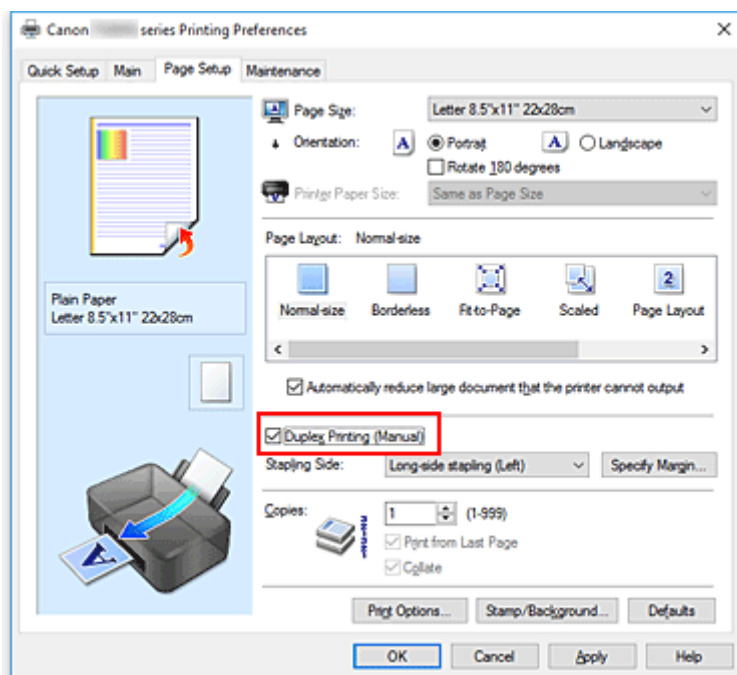 Canon series Printing Preferences
Quick Setup Main Page Setup Maintenance
Page Size: Letter 8.5"x11" 22x28cm
Orientation: A Portrait A Landscape
Rotate 180 degrees
Printer Paper Size: Same as Page Size
Page Layout: Normal-size
2
Normal-size Borderless Fit-to-Page Scaled Page Layout
Plain Paper
Letter 8.5"x11" 22x28cm
Automatically reduce large document that the printer cannot output
Duplex Printing (Manual)
Stapling Side: Long-side stapling (Left) Specify Margin...
Copies: 1 (1-999)
Print from Last Page
Collate
A
Print Options... Stamp/Background... Defaults
OK Cancel Apply Help